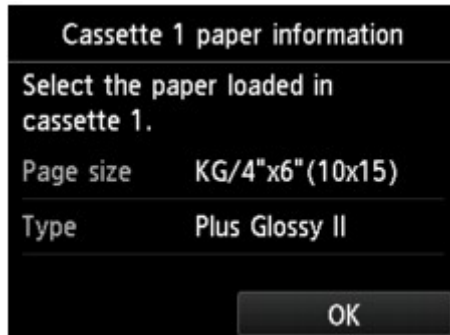 Cassette 1 paper information
Select the paper loaded in
cassette 1.
Page size KG/4"x6"(10x15)
Type Plus Glossy II
OK